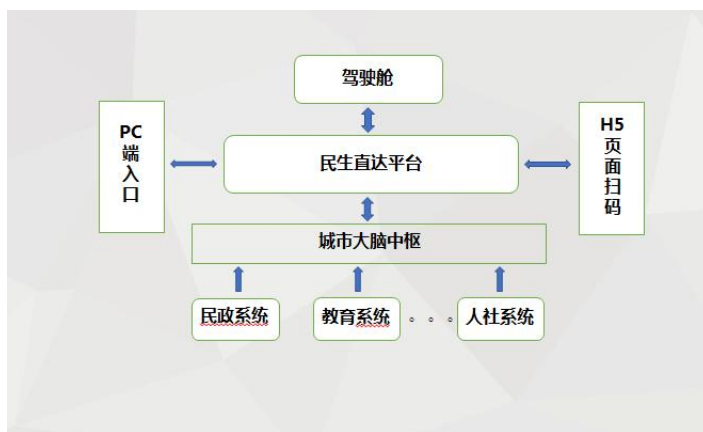 驾驶舱
PC
端
入
口
民生直达平台
H5
页
面
扫
码
城市大脑中枢
民政系统
教育系统
。。。
人社系统